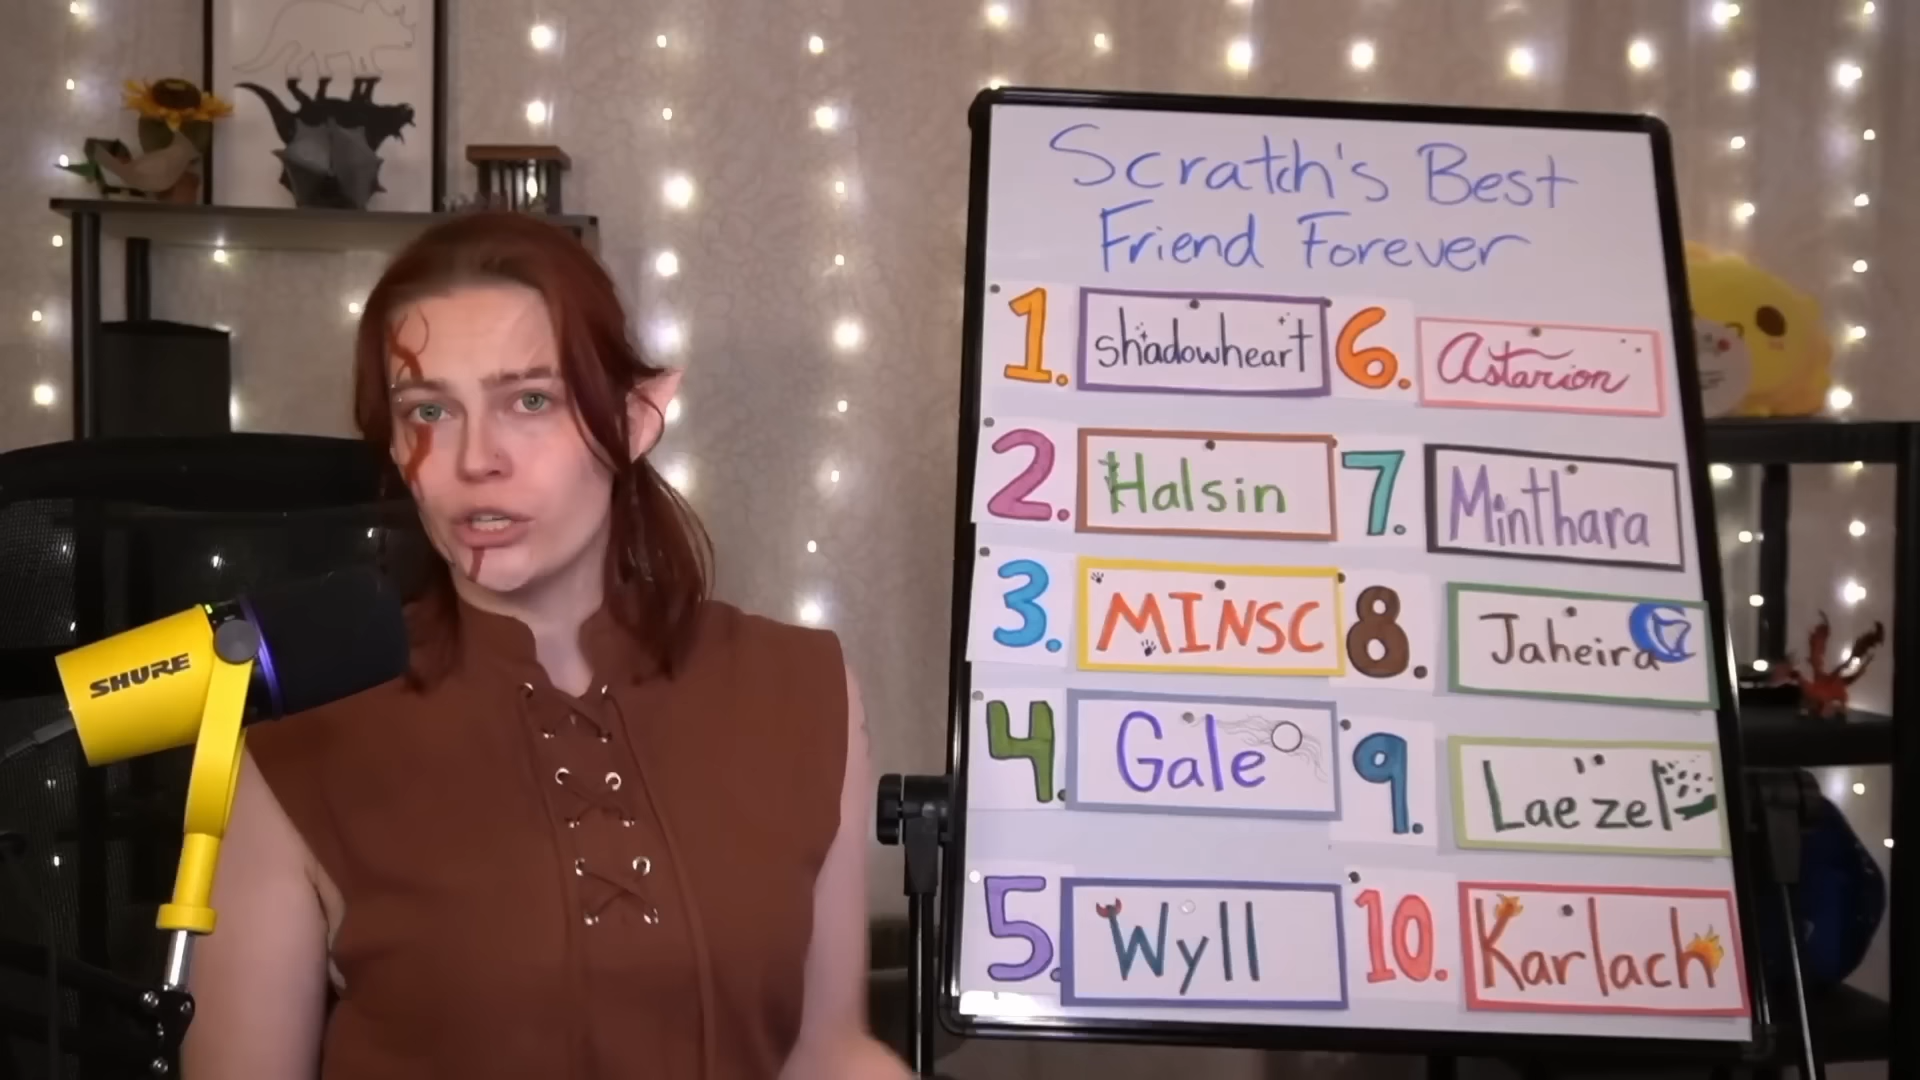 Scratch's Best
Friend Forever
1. shadowheart
2. Halsin
3. MINSC
4. Gale
5. Wyll
6. Astarion
7. Minthara
8. Jaheira
9. Lae'zel
10. Karlach
SHURE